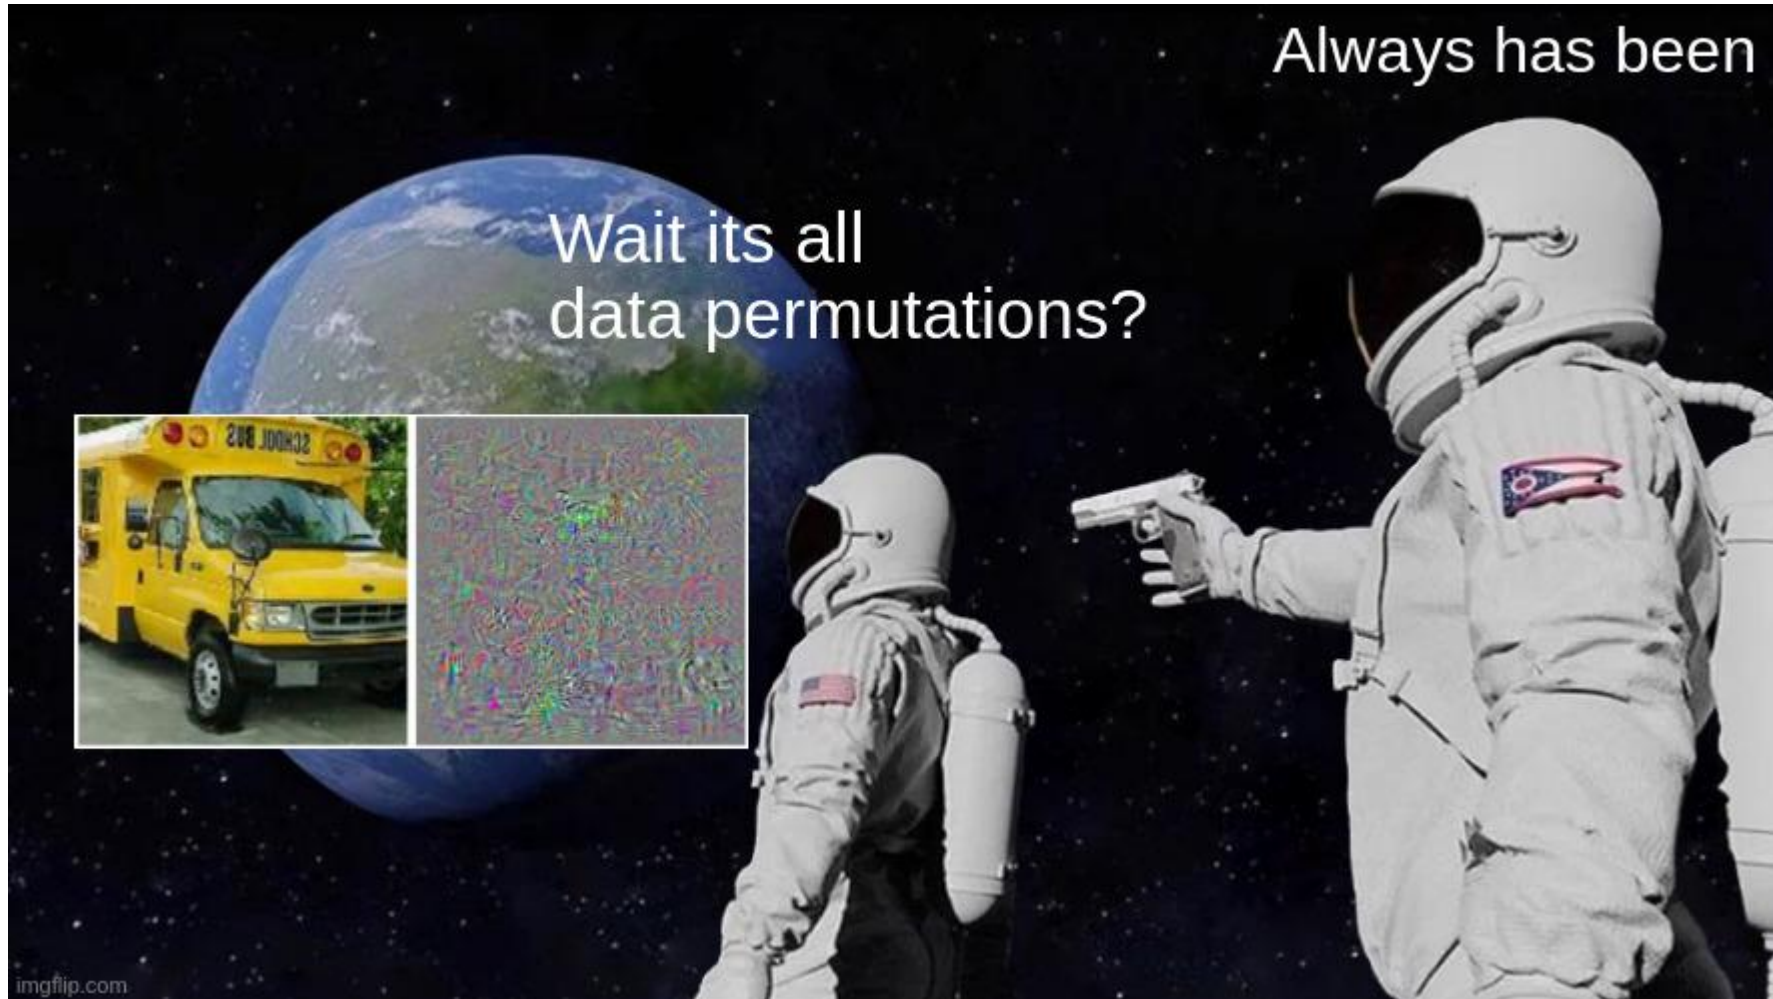 Always has been
Wait its all
data permutations?
SCHOOL BUS
imgflip.com